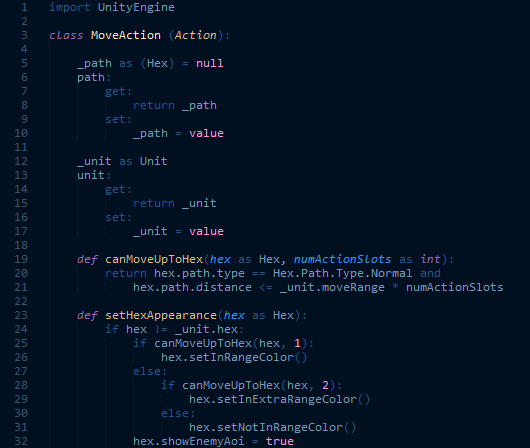 1 import UnityEngine
2
3 class MoveAction (Action):
4
5     _path as (Hex) = null
6     path:
7         get:
8             return _path
9         set:
10             _path = value
11
12     _unit as Unit
13     unit:
14         get:
15             return _unit
16         set:
17             _unit = value
18
19     def canMoveUpToHex(hex as Hex, numActionSlots as int):
20         return hex.path.type == Hex.Path.Type.Normal and
21             hex.path.distance <= _unit.moveRange * numActionSlots
22
23     def setHexAppearance(hex as Hex):
24         if hex != _unit.hex:
25             if canMoveUpToHex(hex, 1):
26                 hex.setInRangeColor()
27             else:
28                 if canMoveUpToHex(hex, 2):
29                     hex.setInExtraRangeColor()
30                 else:
31                     hex.setNotInRangeColor()
32             hex.showEnemyAoi = true